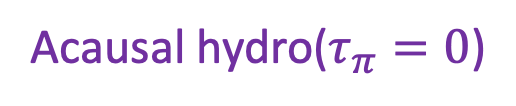 Acausal hydro(τ_π = 0)